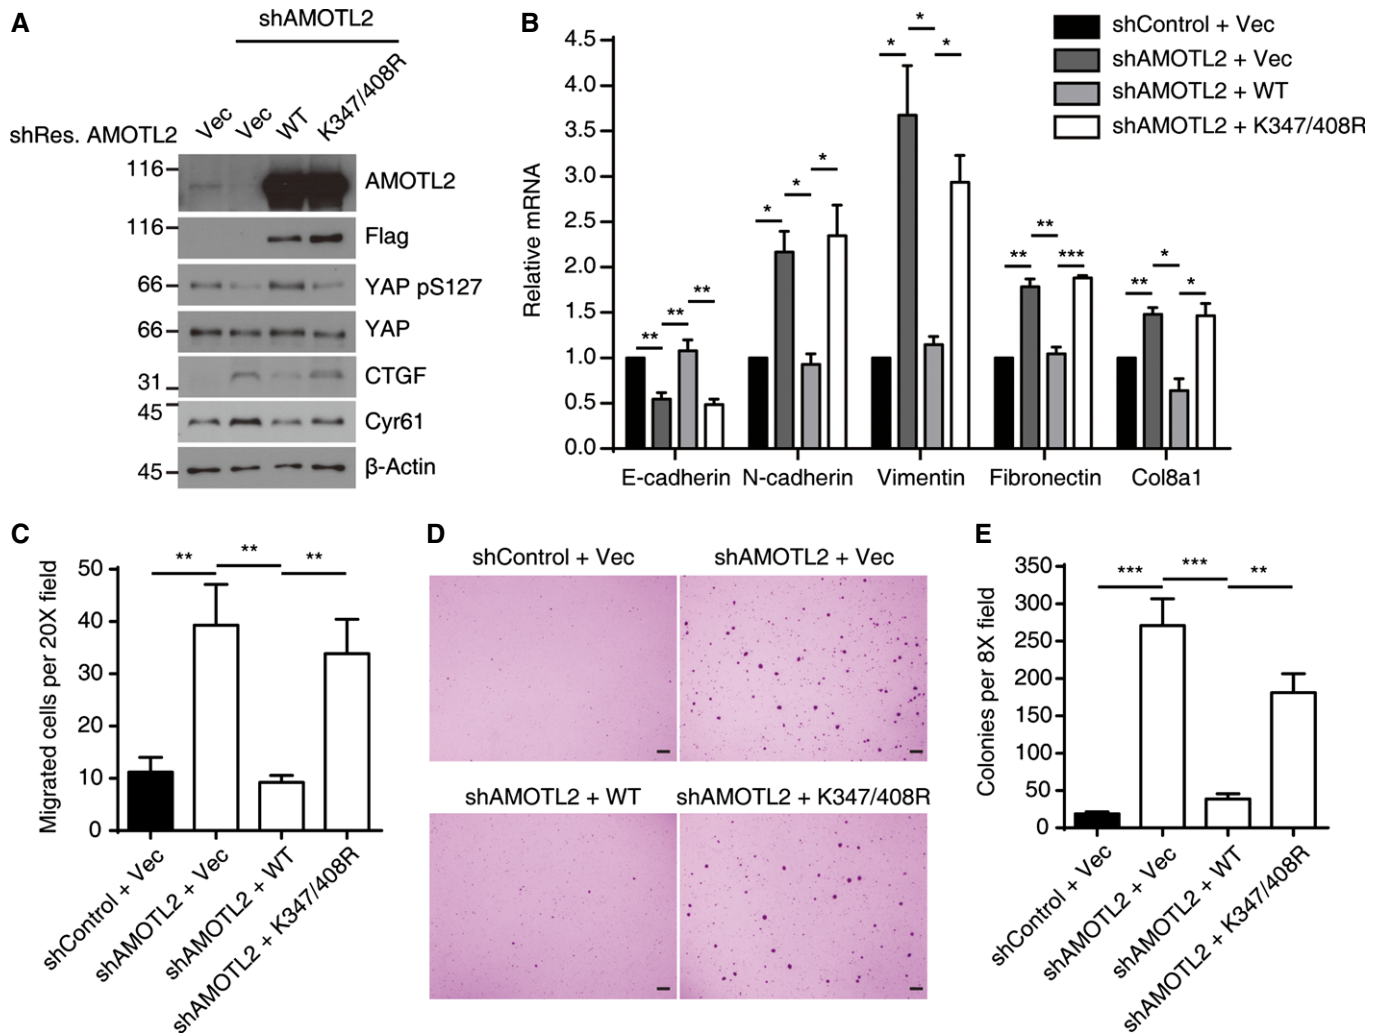 A
shAMOTL2
shRes. AMOTL2
Vec
Vec
WT
K347/408R
116
AMOTL2
116
Flag
66
YAP pS127
66
YAP
31
CTGF
45
Cyr61
45
β-Actin
B
shControl + Vec
shAMOTL2 + Vec
shAMOTL2 + WT
shAMOTL2 + K347/408R
Relative mRNA
4.5
4.0
3.5
3.0
2.5
2.0
1.5
1.0
0.5
0.0
** ** **
* * *
* * *
** ** ***
** * *
E-cadherin N-cadherin Vimentin Fibronectin Col8a1
C
Migrated cells per 20X field
50
40
30
20
10
0
** ** **
shControl + Vec
shAMOTL2 + Vec
shAMOTL2 + WT
shAMOTL2 + K347/408R
D
shControl + Vec
shAMOTL2 + Vec
shAMOTL2 + WT
shAMOTL2 + K347/408R
E
Colonies per 8X field
350
300
250
200
150
100
50
0
*** *** **
shControl + Vec
shAMOTL2 + Vec
shAMOTL2 + WT
shAMOTL2 + K347/408R